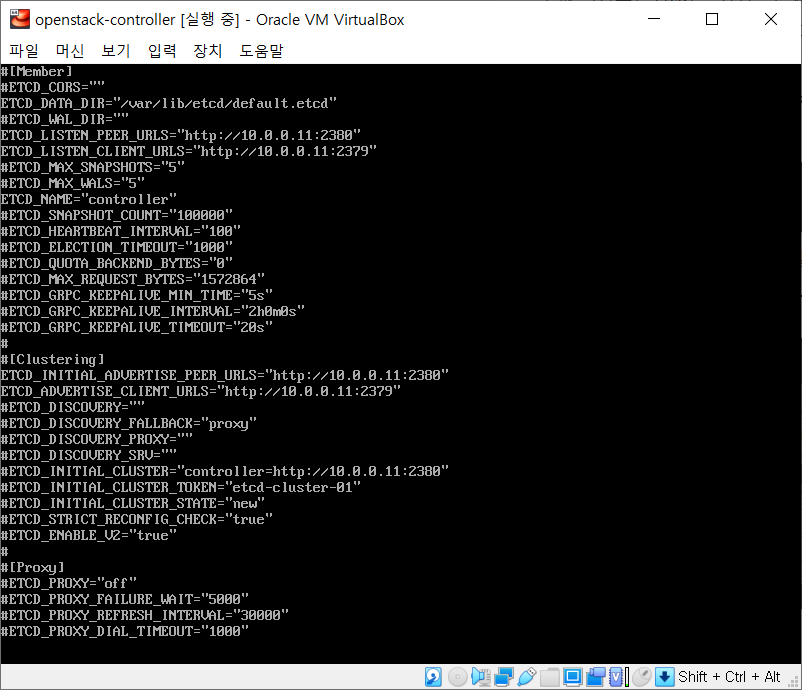 openstack-controller [실행 중] - Oracle VM VirtualBox
파일 머신 보기 입력 장치 도움말
#[Member]
#ETCD_CORS=""
ETCD_DATA_DIR="/var/lib/etcd/default.etcd"
#ETCD_WAL_DIR=""
ETCD_LISTEN_PEER_URLS="http://10.0.0.11:2380"
ETCD_LISTEN_CLIENT_URLS="http://10.0.0.11:2379"
#ETCD_MAX_SNAPSHOTS="5"
#ETCD_MAX_WALS="5"
ETCD_NAME="controller"
#ETCD_SNAPSHOT_COUNT="100000"
#ETCD_HEARTBEAT_INTERVAL="100"
#ETCD_ELECTION_TIMEOUT="1000"
#ETCD_QUOTA_BACKEND_BYTES="0"
#ETCD_MAX_REQUEST_BYTES="1572864"
#ETCD_GRPC_KEEPALIVE_MIN_TIME="5s"
#ETCD_GRPC_KEEPALIVE_INTERVAL="2h0m0s"
#ETCD_GRPC_KEEPALIVE_TIMEOUT="20s"
#
#[Clustering]
ETCD_INITIAL_ADVERTISE_PEER_URLS="http://10.0.0.11:2380"
ETCD_ADVERTISE_CLIENT_URLS="http://10.0.0.11:2379"
#ETCD_DISCOVERY=""
#ETCD_DISCOVERY_FALLBACK="proxy"
#ETCD_DISCOVERY_PROXY=""
#ETCD_DISCOVERY_SRV=""
#ETCD_INITIAL_CLUSTER="controller=http://10.0.0.11:2380"
#ETCD_INITIAL_CLUSTER_TOKEN="etcd-cluster-01"
#ETCD_INITIAL_CLUSTER_STATE="new"
#ETCD_STRICT_RECONFIG_CHECK="true"
#ETCD_ENABLE_V2="true"
#
#[Proxy]
#ETCD_PROXY="off"
#ETCD_PROXY_FAILURE_WAIT="5000"
#ETCD_PROXY_REFRESH_INTERVAL="30000"
#ETCD_PROXY_DIAL_TIMEOUT="1000"
Shift + Ctrl + Alt